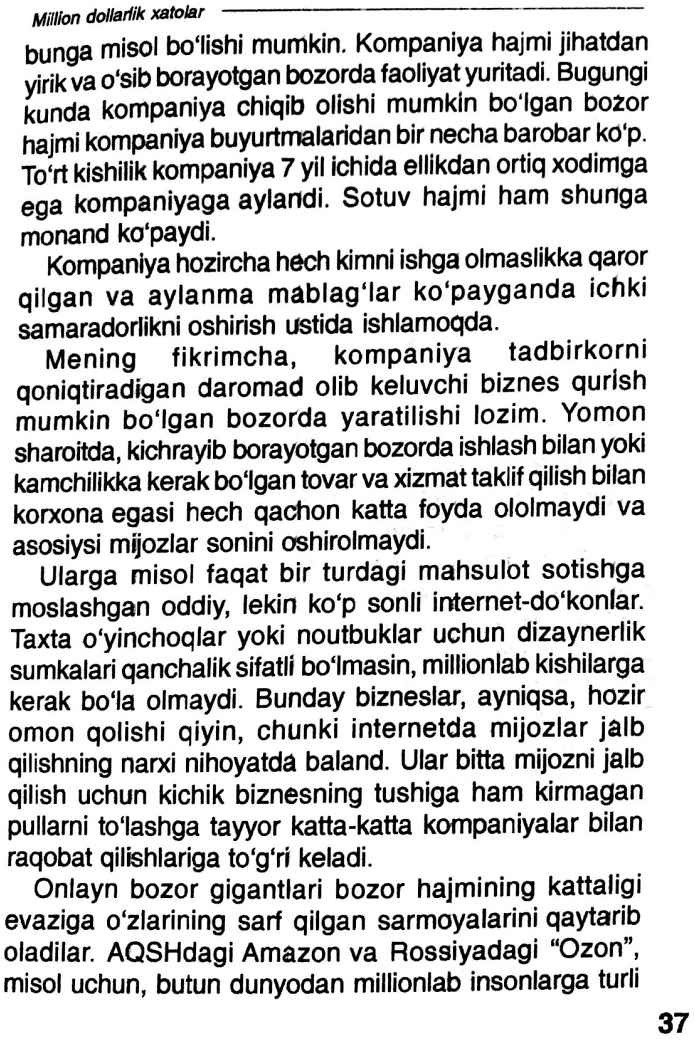 Million dollarlik xatolar
bunga misol bo‘lishi mumkin. Kompaniya hajmi jihatdan
yirik va o‘sib borayotgan bozorda faoliyat yuritadi. Bugungi
kunda kompaniya chiqib olishi mumkin bo‘lgan bozor
hajmi kompaniya buyurtmalaridan bir necha barobar ko‘p.
To‘rt kishilik kompaniya 7 yil ichida ellikdan ortiq xodimga
ega kompaniyaga aylandi. Sotuv hajmi ham shunga
monand ko‘paydi.
Kompaniya hozircha hech kimni ishga olmaslikka qaror
qilgan va aylanma mablag‘lar ko‘payganda ichki
samaradorlikni oshirish ustida ishlamoqda.
Mening fikrimcha, kompaniya tadbirkorni
qoniqtiradigan daromad olib keluvchi biznes qurish
mumkin bo‘lgan bozorda yaratilishi lozim. Yomon
sharoitda, kichrayib borayotgan bozorda ishlash bilan yoki
kamchilikka kerak bo‘lgan tovar va xizmat taklif qilish bilan
korxona egasi hech qachon katta foyda ololmaydi va
asosiysi mijozlar sonini oshirolmaydi.
Ularga misol faqat bir turdagi mahsulot sotishga
moslashgan oddiy, lekin ko‘p sonli internet-do‘konlar.
Taxta o‘yinchoqlar yoki noutbuklar uchun dizaynerlik
sumkalari qanchalik sifatli bo‘lmasin, millionlab kishilarga
kerak bo‘la olmaydi. Bunday bizneslar, ayniqsa, hozir
omon qolishi qiyin, chunki internetda mijozlar jalb
qilishning narxi nihoyatda baland. Ular bitta mijozni jalb
qilish uchun kichik biznesning tushiga ham kirmagan
pullarni to‘lashga tayyor katta-katta kompaniyalar bilan
raqobat qilishlariga to‘g‘ri keladi.
Onlayn bozor gigantlari bozor hajmining kattaligi
evaziga o‘zlarining sarf qilgan sarmoyalarini qaytarib
oladilar. AQSHdagi Amazon va Rossiyadagi “Ozon”,
misol uchun, butun dunyodan millionlab insonlarga turli
37